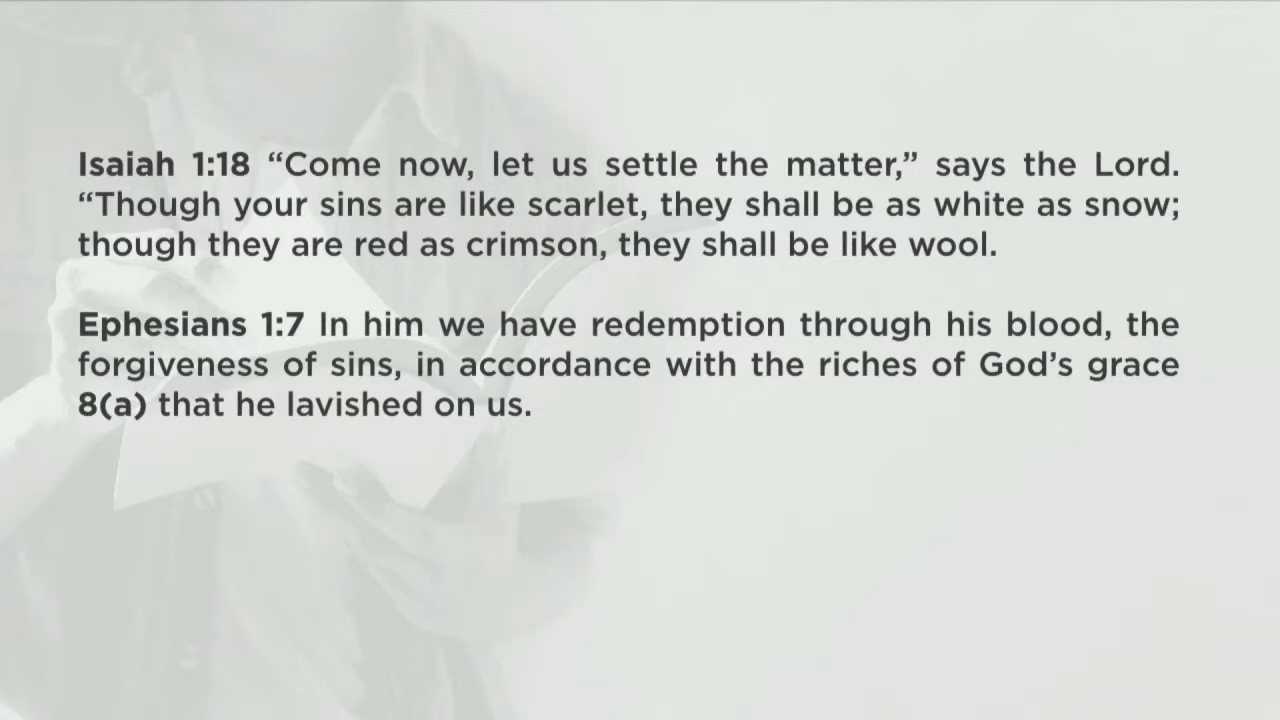 Isaiah 1:18 “Come now, let us settle the matter,” says the Lord.
“Though your sins are like scarlet, they shall be as white as snow;
though they are red as crimson, they shall be like wool.
Ephesians 1:7 In him we have redemption through his blood, the
forgiveness of sins, in accordance with the riches of God’s grace
8(a) that he lavished on us.